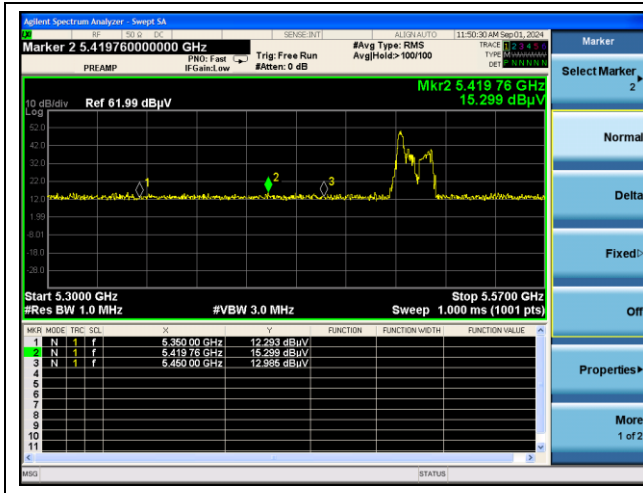 Agilent Spectrum Analyzer - Swept SA
RF 50 Ω DC SENSE:INT ALIGN AUTO 11:50:30 AM Sep 01, 2024
Marker 2 5.419760000000 GHz
PREAMP
PNO: Fast
IFGain:Low
Trig: Free Run
#Atten: 0 dB
#Avg Type: RMS
Avg|Hold:> 100/100
TRACE 1 2 3 4 5 6
TYPE
DET P N N N N N
Mkr2 5.419 76 GHz
15.299 dBµV
10 dB/div Ref 61.99 dBµV
Log
52.0
42.0
32.0
22.0
12.0
1.99
-8.01
-18.0
-28.0
1
2
3
Start 5.3000 GHz Stop 5.5700 GHz
#Res BW 1.0 MHz #VBW 3.0 MHz Sweep 1.000 ms (1001 pts)
MKR MODE TRC SCL X Y FUNCTION FUNCTION WIDTH FUNCTION VALUE
1 N 1 f 5.350 00 GHz 12.293 dBµV
2 N 1 f 5.419 76 GHz 15.299 dBµV
3 N 1 f 5.450 00 GHz 12.985 dBµV
4
5
6
7
8
9
10
11
MSG STATUS
Marker
Select Marker
2
Normal
Delta
Fixed
Off
Properties
More
1 of 2